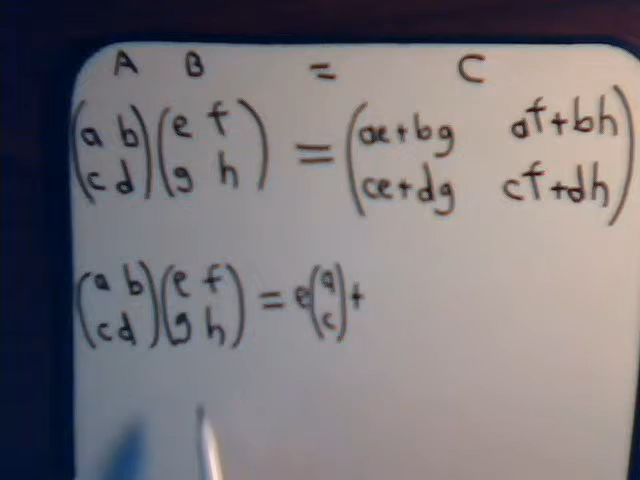 A B = C
(a b) (e f) = (ae+bg af+bh)
(c d) (g h) (ce+dg cf+dh)
(a b) (e f) = e(a) +
(c d) (g h) (c)